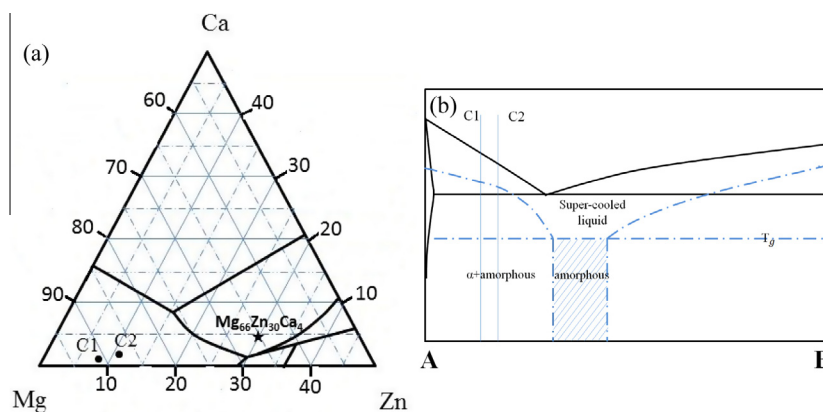 (a)
Ca
60
40
70
30
80
20
90
10
Mg66Zn30Ca4
C1
C2
Mg
10
20
30
40
Zn
(b)
C1
C2
Super-cooled
liquid
Tg
α+amorphous
amorphous
A